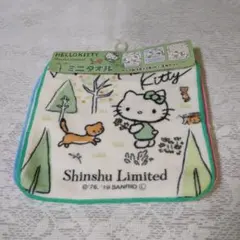 HELLO KITTY
ミニタオル
Kitty
Shinshu Limited
©'76, '19 SANRIO